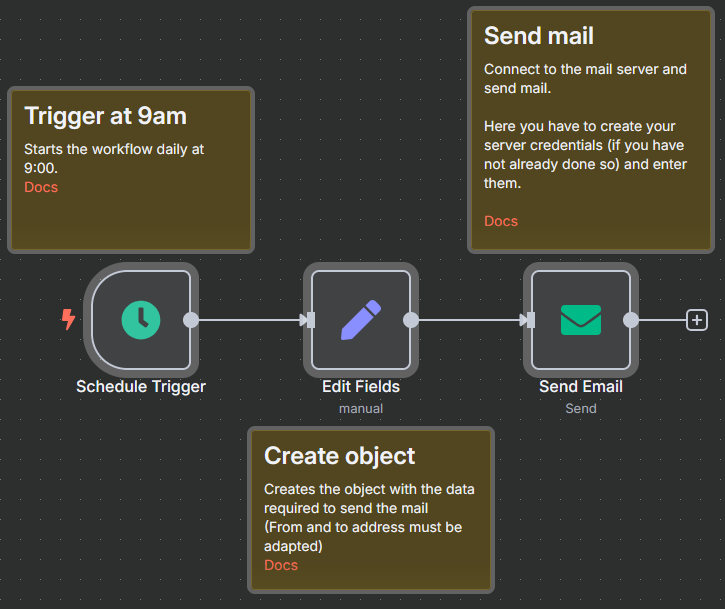 Send mail
Connect to the mail server and
send mail.
Here you have to create your
server credentials (if you have
not already done so) and enter
them.
Docs
Trigger at 9am
Starts the workflow daily at
9:00.
Docs
Schedule Trigger
Edit Fields
manual
Send Email
Send
Create object
Creates the object with the data
required to send the mail
(From and to address must be
adapted)
Docs